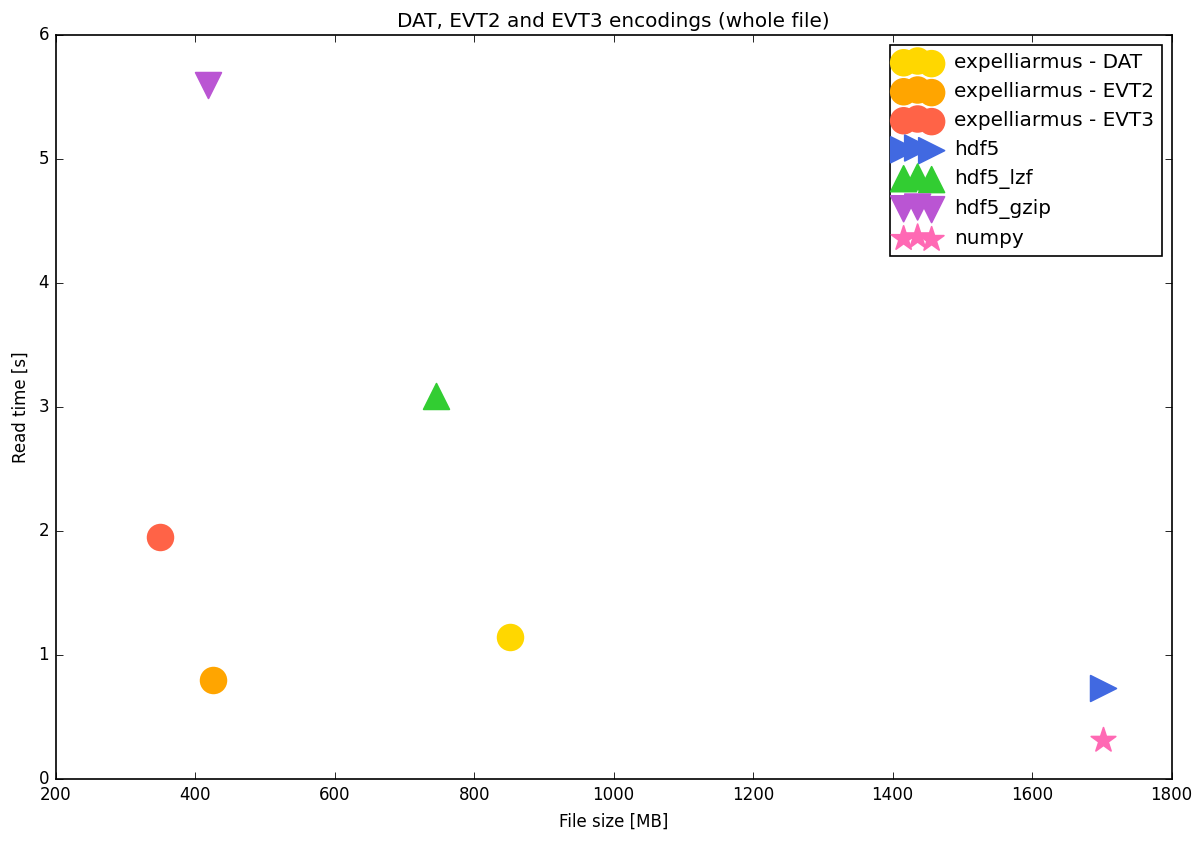 DAT, EVT2 and EVT3 encodings (whole file)
6
5
4
3
2
1
0
Read time [s]
expelliarmus - DAT
expelliarmus - EVT2
expelliarmus - EVT3
hdf5
hdf5_lzf
hdf5_gzip
numpy
200 400 600 800 1000 1200 1400 1600 1800
File size [MB]